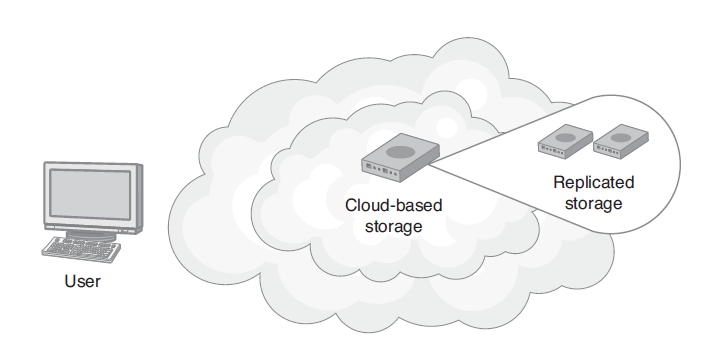 Cloud-based
storage
Replicated
storage
User